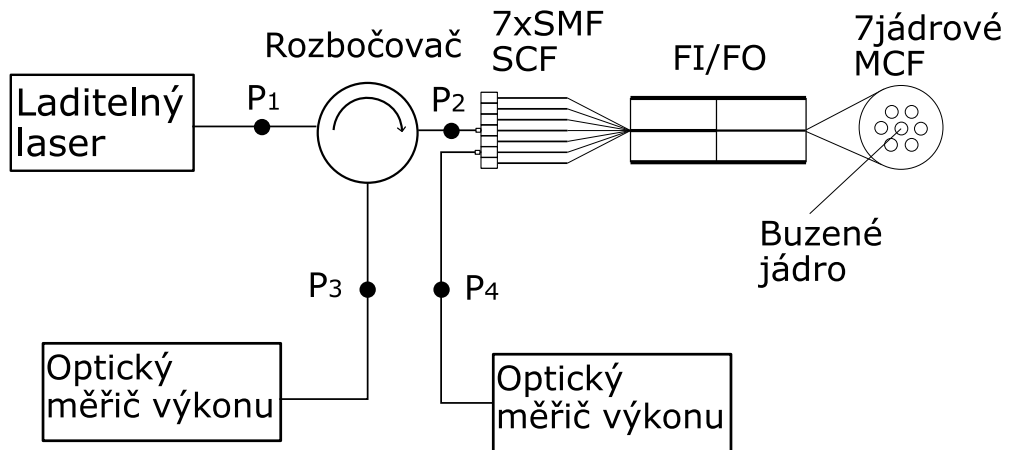 7xSMF
SCF
7jádrové
MCF
Rozbočovač
FI/FO
Laditelný
laser
P1
P2
Buzené
jádro
P3
P4
Optický
měřič výkonu
Optický
měřič výkonu